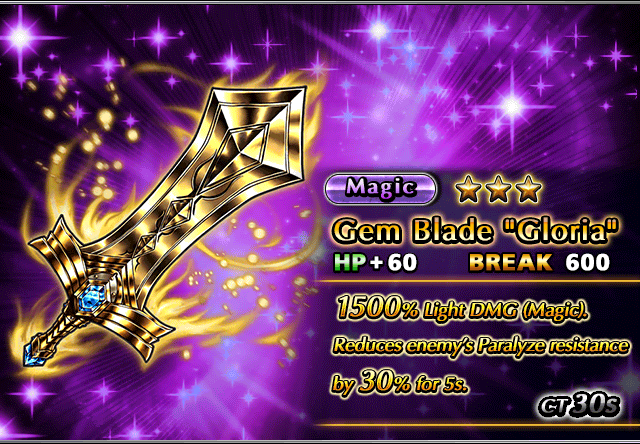 Magic
Gem Blade "Gloria"
HP+60 BREAK 600
1500% Light DMG (Magic).
Reduces enemy's Paralyze resistance
by 30% for 5s.
CT 30s